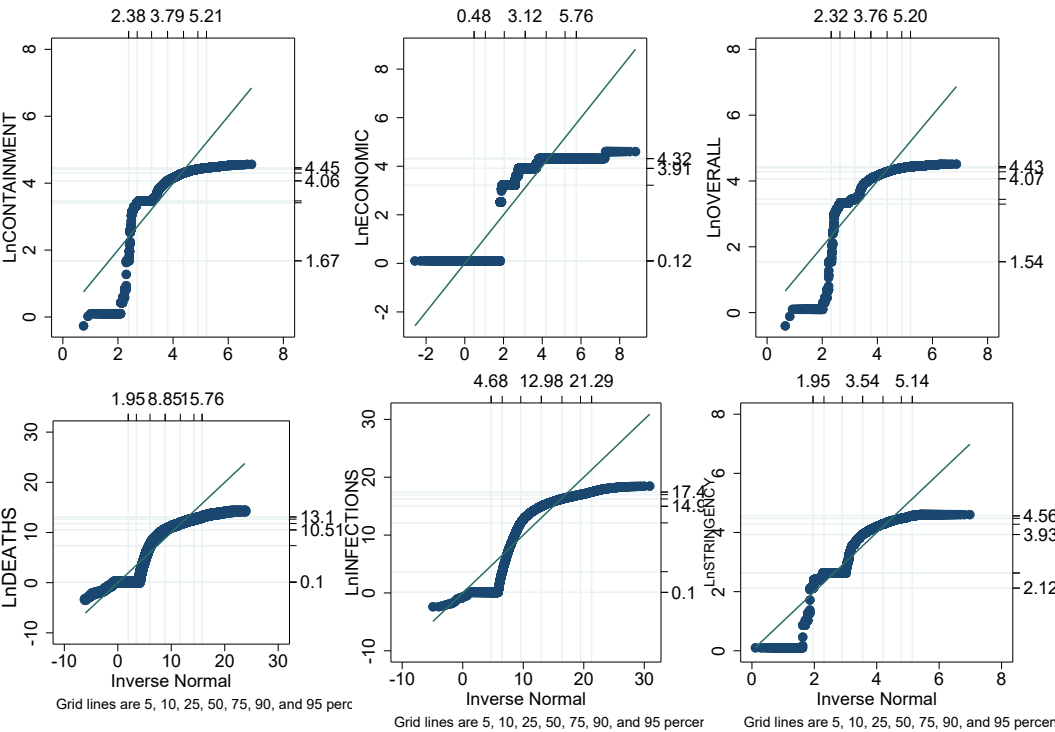 2.38 3.79 5.21
8
6
4
2
0
LnCONTAINMENT
4.45
4.06
1.67
0 2 4 6 8
0.48 3.12 5.76
8
6
4
2
0
-2
LnECONOMIC
4.32
3.91
0.12
-2 0 2 4 6 8
2.32 3.76 5.20
8
6
4
2
0
LnOVERALL
4.43
4.07
1.54
0 2 4 6 8
1.95 8.85 15.76
30
20
10
0
-10
LnDEATHS
13.1
10.51
0.1
-10 0 10 20 30
Inverse Normal
Grid lines are 5, 10, 25, 50, 75, 90, and 95 perc
4.68 12.98 21.29
30
20
10
0
-10
LnINFECTIONS
17.4
14.9
0.1
-10 0 10 20 30
Inverse Normal
Grid lines are 5, 10, 25, 50, 75, 90, and 95 percer
1.95 3.54 5.14
8
6
4
2
0
LnSTRINGENCY
4.56
3.93
2.12
0 2 4 6 8
Inverse Normal
Grid lines are 5, 10, 25, 50, 75, 90, and 95 percer